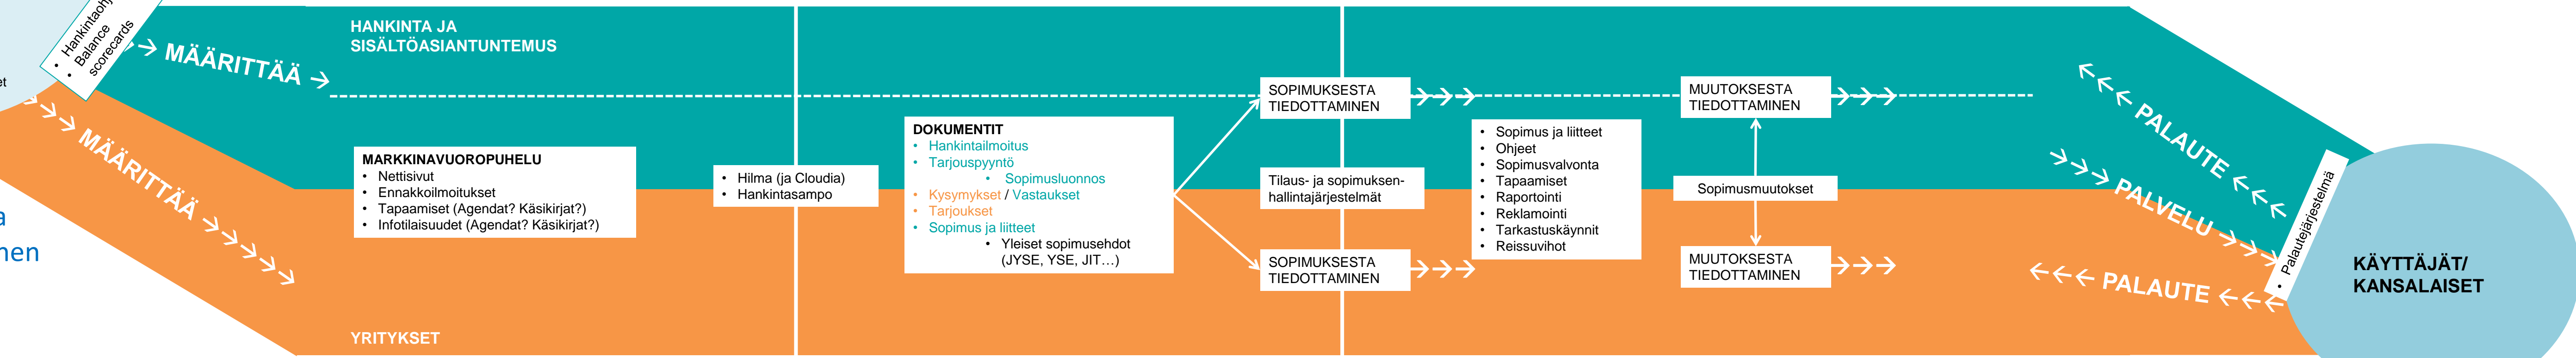 • Hankintaohj
• Balance
scorecards
et
a
nen
→ → MÄÄRITTÄÄ →
→ → → MÄÄRITTÄÄ → → → → → →
HANKINTA JA
SISÄLTÖASIANTUNTEMUS
MARKKINAVUOROPUHELU
• Nettisivut
• Ennakkoilmoitukset
• Tapaamiset (Agendat? Käsikirjat?)
• Infotilaisuudet (Agendat? Käsikirjat?)
YRITYKSET
• Hilma (ja Cloudia)
• Hankintasampo
DOKUMENTIT
• Hankintailmoitus
• Tarjouspyyntö
• Sopimusluonnos
• Kysymykset / Vastaukset
• Tarjoukset
• Sopimus ja liitteet
• Yleiset sopimusehdot
(JYSE, YSE, JIT…)
SOPIMUKSESTA
TIEDOTTAMINEN
→→→
Tilaus- ja sopimuksen-
hallintajärjestelmät
SOPIMUKSESTA
TIEDOTTAMINEN
→→→
• Sopimus ja liitteet
• Ohjeet
• Sopimusvalvonta
• Tapaamiset
• Raportointi
• Reklamointi
• Tarkastuskäynnit
• Reissuvihot
MUUTOKSESTA
TIEDOTTAMINEN
→→→
Sopimusmuutokset
MUUTOKSESTA
TIEDOTTAMINEN
→→→
←←← PALAUTE ←←←
→→→ PALVELU →→→
←←← PALAUTE ←←←
• Palautejärjestelmä
KÄYTTÄJÄT/
KANSALAISET